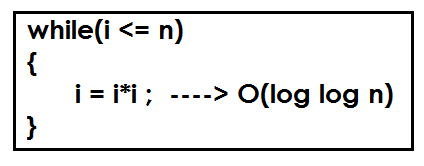 while(i <= n)
{
i = i*i ;  ----> O(log log n)
}